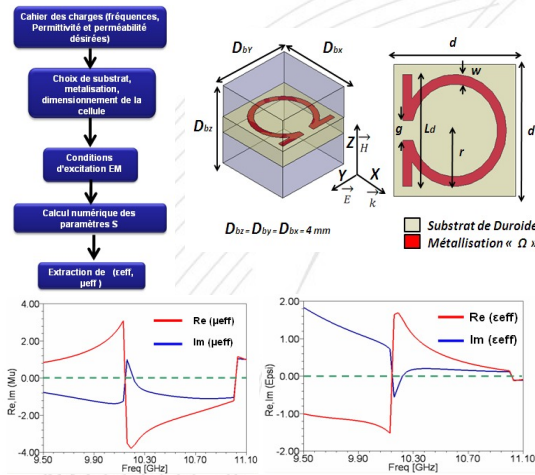 Cahier des charges (fréquences,
Permittivité et perméabilité
désirées)
Choix de substrat,
metalisation,
dimensionnement de la
cellule
Conditions
d'excitation EM
Calcul numérique des
paramètres S
Extraction de (εeff,
μeff )
DbY
Dbx
Dbz
Z
H
Y
X
E
k
Dbz = Dby = Dbx = 4 mm
d
w
g
Ld
r
d
Substrat de Duroide
Métallisation « Ω »
4.00
2.00
0.00
-2.00
-4.00
Re,Im (Mu)
Re (μeff)
Im (μeff)
9.50
9.90
10.30
10.70
11.10
Freq [GHz]
2.00
1.00
0.00
-1.00
-2.00
Re,Im (Epsi)
Re (εeff)
Im (εeff)
9.50
9.90
10.30
10.70
11.10
Freq [GHz]